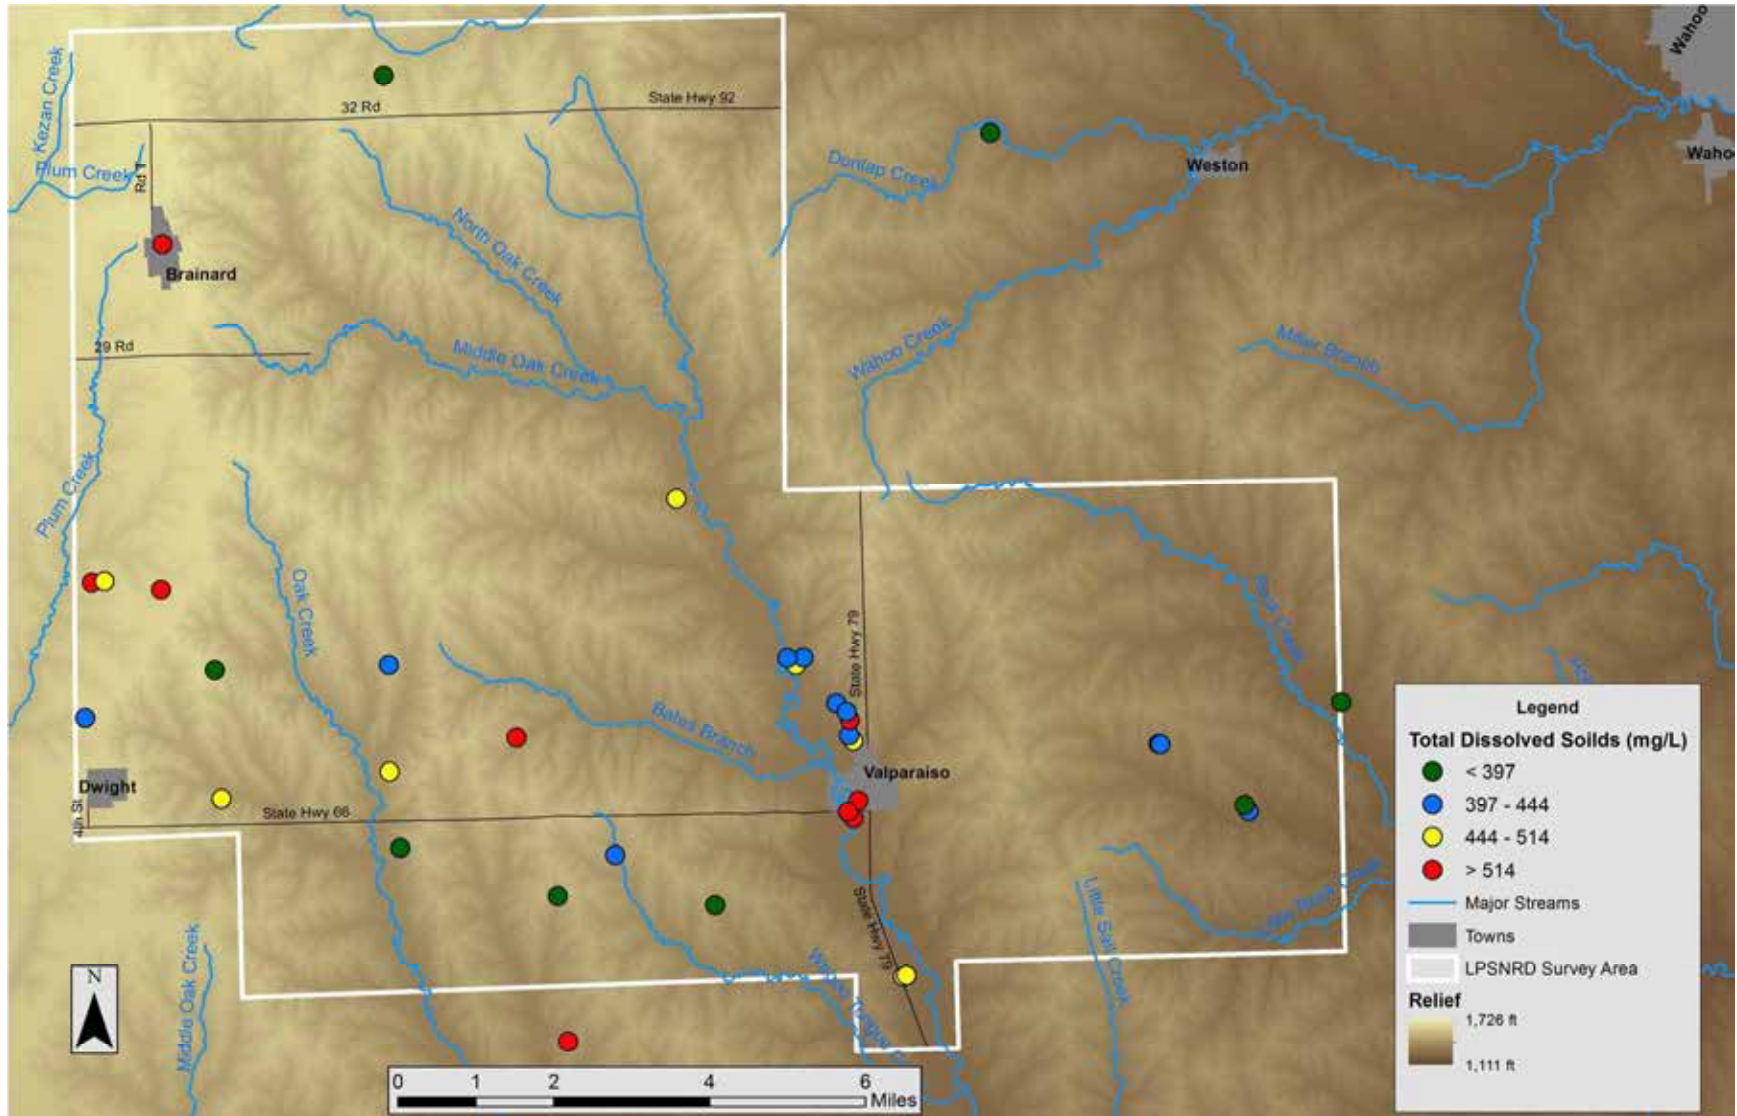 Wahoo
Kezan Creek
32 Rd
State Hwy 92
Plum Creek
Rd T
Dunlap Creek
Weston
Waho
North Oak Creek
Brainard
29 Rd
Middle Oak Creek
Wahoo Creek
Miller Branch
Plum Creek
Oak Creek
State Hwy 79
Rock Creek
Bates Branch
Valparaiso
Dwight
4th St
State Hwy 66
State Hwy 79
Little Salt Creek
Middle Oak Creek
N
0 1 2 4 6
Miles
Legend
Total Dissolved Soilds (mg/L)
< 397
397 - 444
444 - 514
> 514
Major Streams
Towns
LPSNRD Survey Area
Relief
1,726 ft
1,111 ft